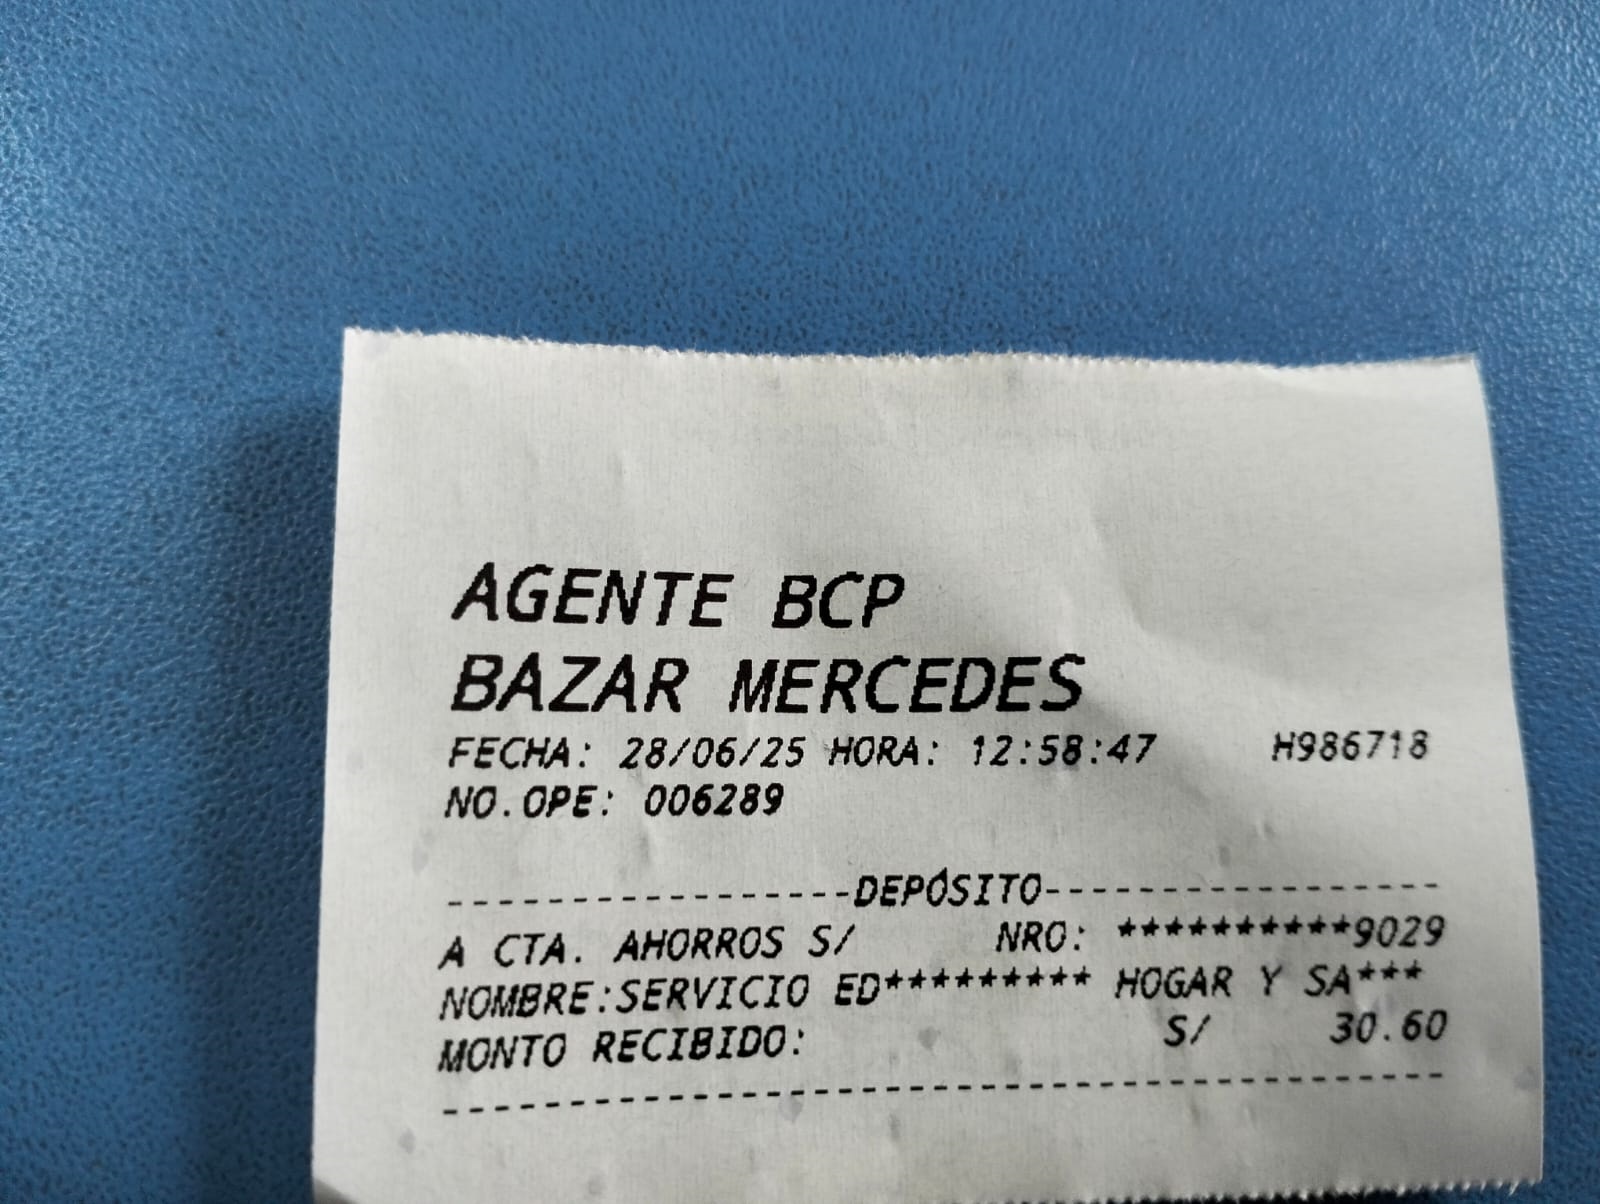 AGENTE BCP
BAZAR MERCEDES
FECHA: 28/06/25 HORA: 12:58:47 H986718
NO.OPE: 006289
------------------DEPÓSITO------------------
A CTA. AHORROS S/ NRO: **********9029
NOMBRE:SERVICIO ED********* HOGAR Y SA***
MONTO RECIBIDO: S/ 30.60